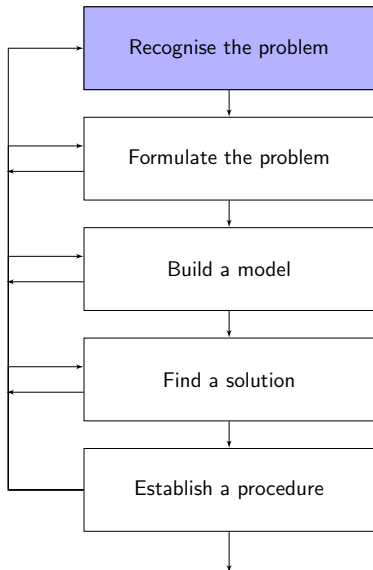 Recognise the problem
Formulate the problem
Build a model
Find a solution
Establish a procedure